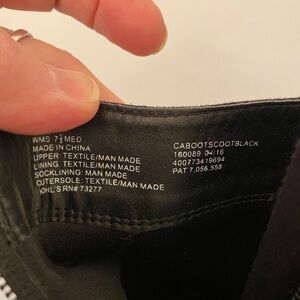 WMS 7½ MED
MADE IN CHINA
UPPER: TEXTILE/MAN MADE
LINING: TEXTILE/MAN MADE
SOCKLINING: MAN MADE
OUTERSOLE: TEXTILE/MAN MADE
KOHL'S RN# 73277
CABOOTSCOOTBLACK
160089 04/16
400773419694
PAT 7,056,558